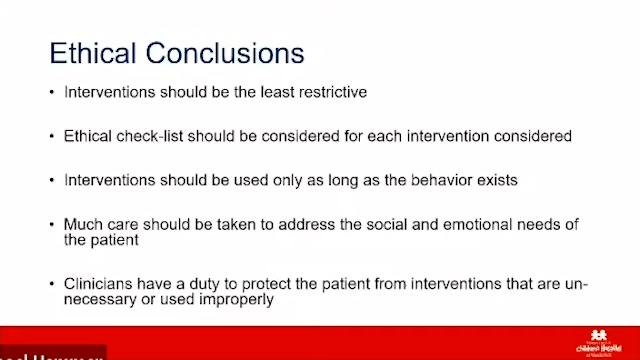 Ethical Conclusions
• Interventions should be the least restrictive
• Ethical check-list should be considered for each intervention considered
• Interventions should be used only as long as the behavior exists
• Much care should be taken to address the social and emotional needs of
the patient
• Clinicians have a duty to protect the patient from interventions that are un-
necessary or used improperly